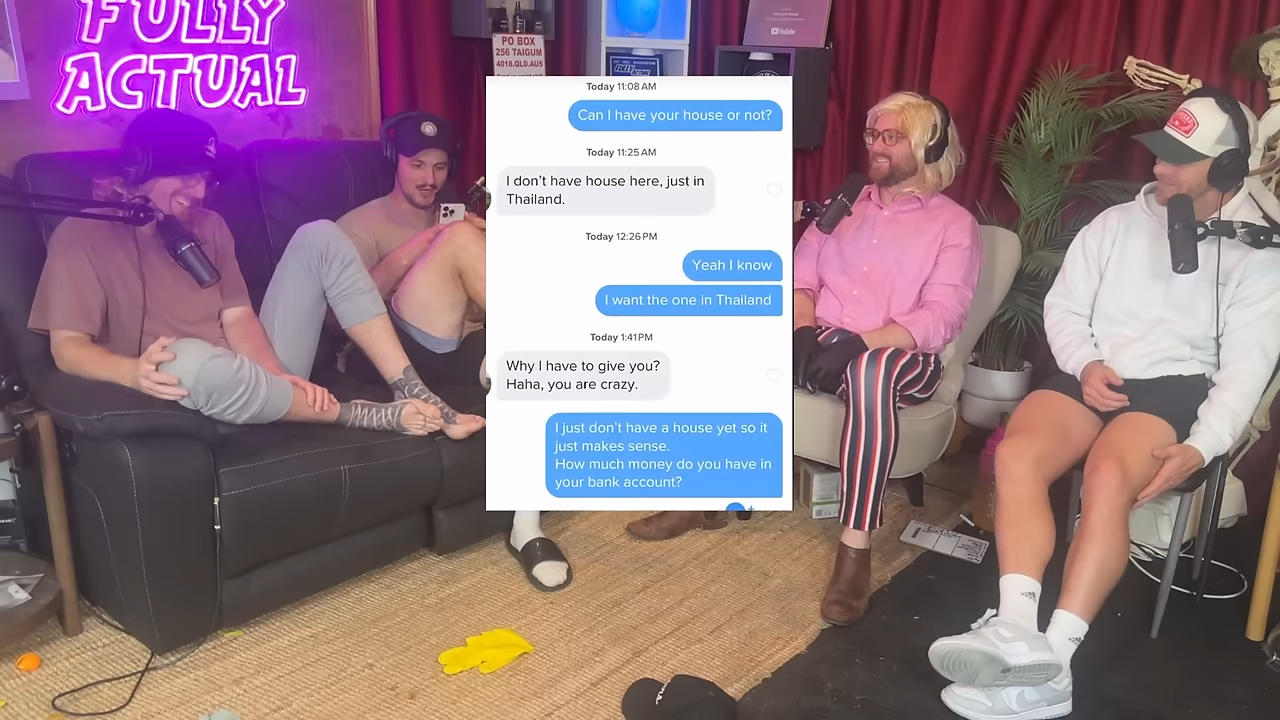 FULLY
ACTUAL
PO BOX
256 TAIGUM
4018.QLD.AUS
YouTube
Today 11:08 AM
Can I have your house or not?
Today 11:25 AM
I don't have house here, just in
Thailand.
Today 12:26 PM
Yeah I know
I want the one in Thailand
Today 1:41 PM
Why I have to give you?
Haha, you are crazy.
I just don't have a house yet so it
just makes sense.
How much money do you have in
your bank account?